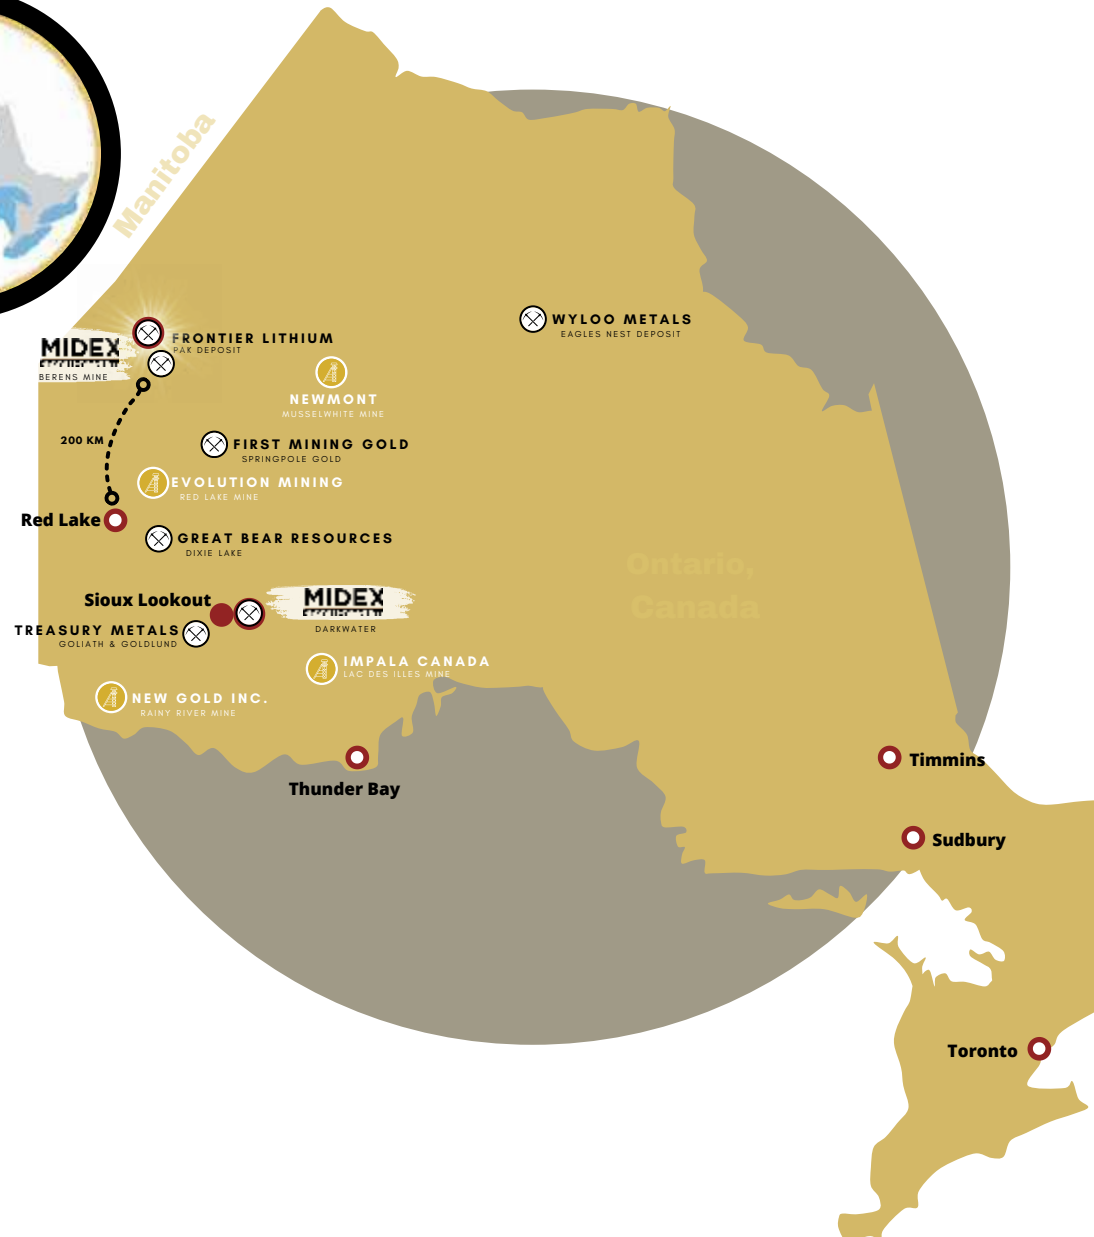 Manitoba
FRONTIER LITHIUM
PAK DEPOSIT
MIDEX
BERENS MINE
WYLOO METALS
EAGLES NEST DEPOSIT
NEWMONT
MUSSELWHITE MINE
200 KM
FIRST MINING GOLD
SPRINGPOLE GOLD
EVOLUTION MINING
RED LAKE MINE
Red Lake
GREAT BEAR RESOURCES
DIXIE LAKE
Ontario,
Canada
Sioux Lookout
MIDEX
DARKWATER
TREASURY METALS
GOLIATH & GOLDLUND
IMPALA CANADA
LAC DES ILLES MINE
NEW GOLD INC.
RAINY RIVER MINE
Thunder Bay
Timmins
Sudbury
Toronto